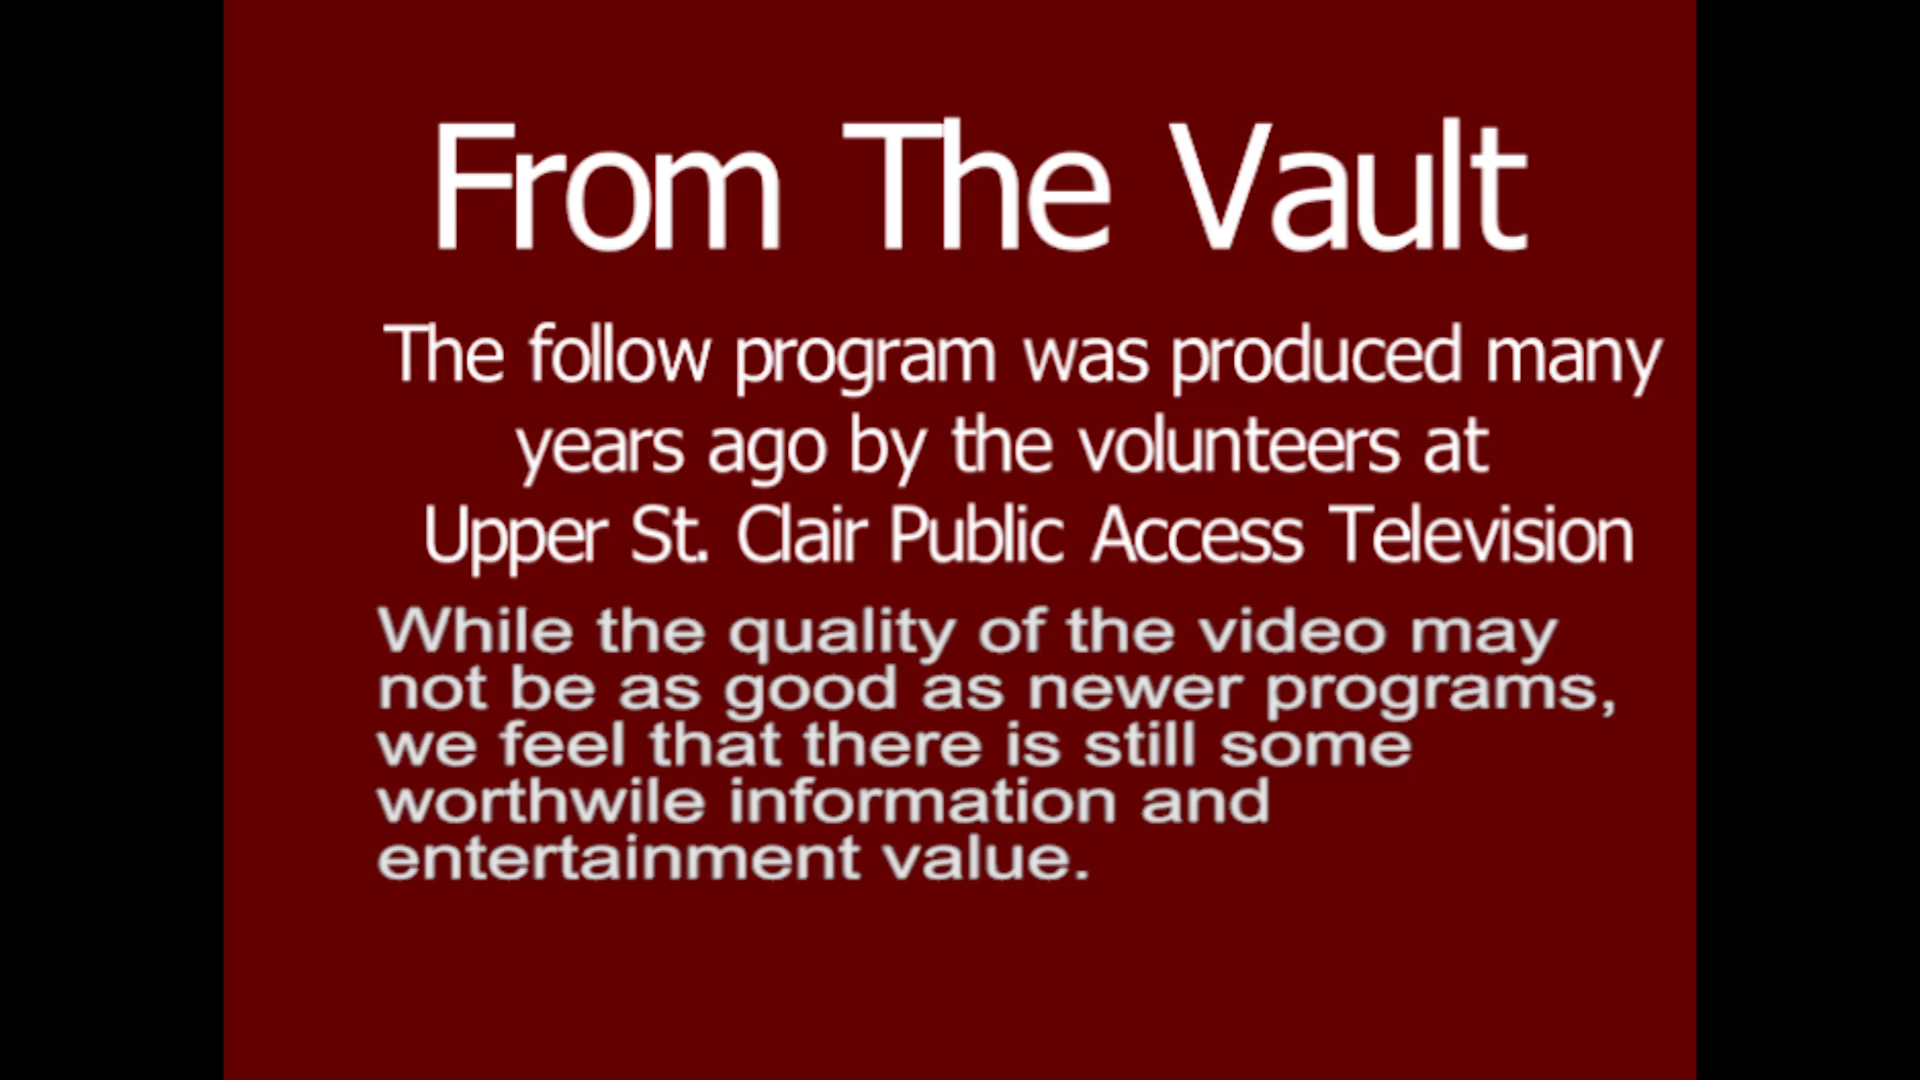 From The Vault
The follow program was produced many
years ago by the volunteers at
Upper St. Clair Public Access Television
While the quality of the video may
not be as good as newer programs,
we feel that there is still some
worthwile information and
entertainment value.